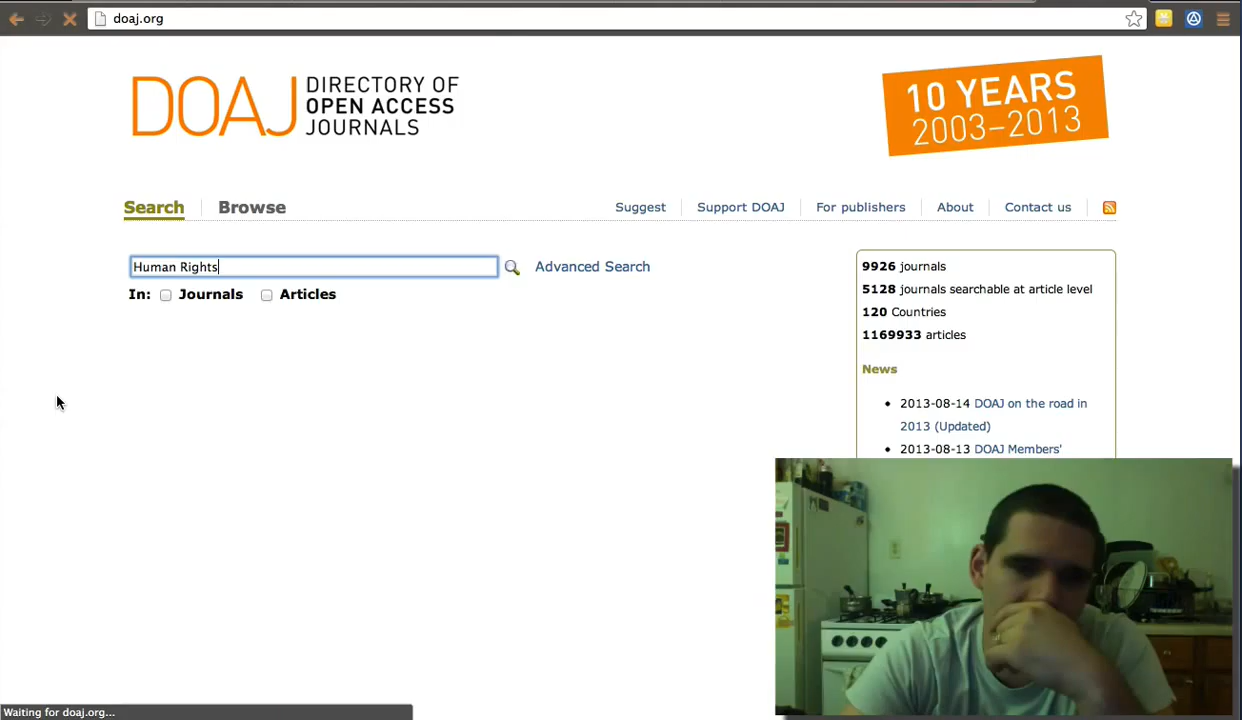 doaj.org
DOAJ
DIRECTORY OF
OPEN ACCESS
JOURNALS
10 YEARS
2003–2013
Search
Browse
Suggest
Support DOAJ
For publishers
About
Contact us
Human Rights
Advanced Search
In: Journals Articles
9926 journals
5128 journals searchable at article level
120 Countries
1169933 articles
News
2013-08-14 DOAJ on the road in
2013 (Updated)
2013-08-13 DOAJ Members'
Waiting for doaj.org...